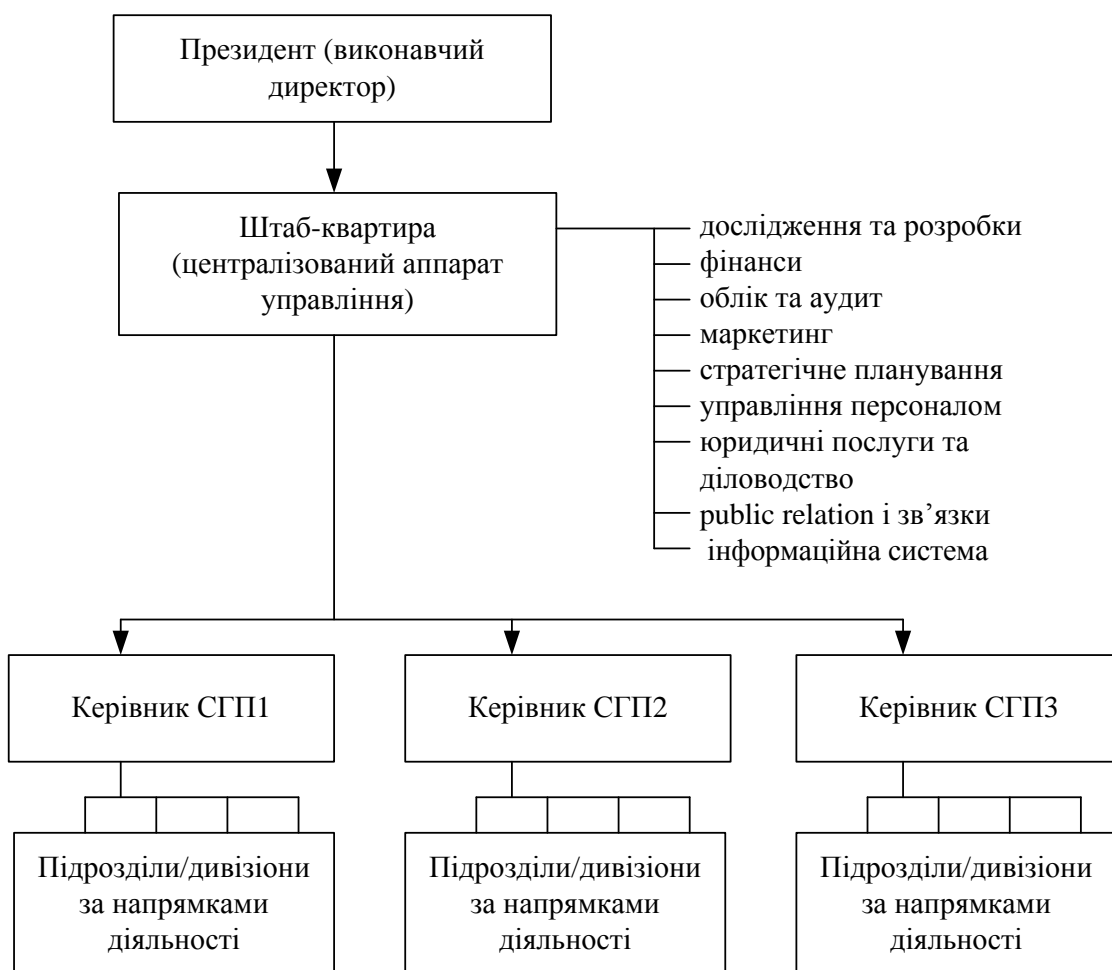 Президент (виконавчий
директор)
Штаб-квартира
(централізований аппарат
управління)
дослідження та розробки
фінанси
облік та аудит
маркетинг
стратегічне планування
управління персоналом
юридичні послуги та
діловодство
public relation і зв’язки
інформаційна система
Керівник СГП1
Керівник СГП2
Керівник СГП3
Підрозділи/дивізіони
за напрямками
діяльності
Підрозділи/дивізіони
за напрямками
діяльності
Підрозділи/дивізіони
за напрямками
діяльності